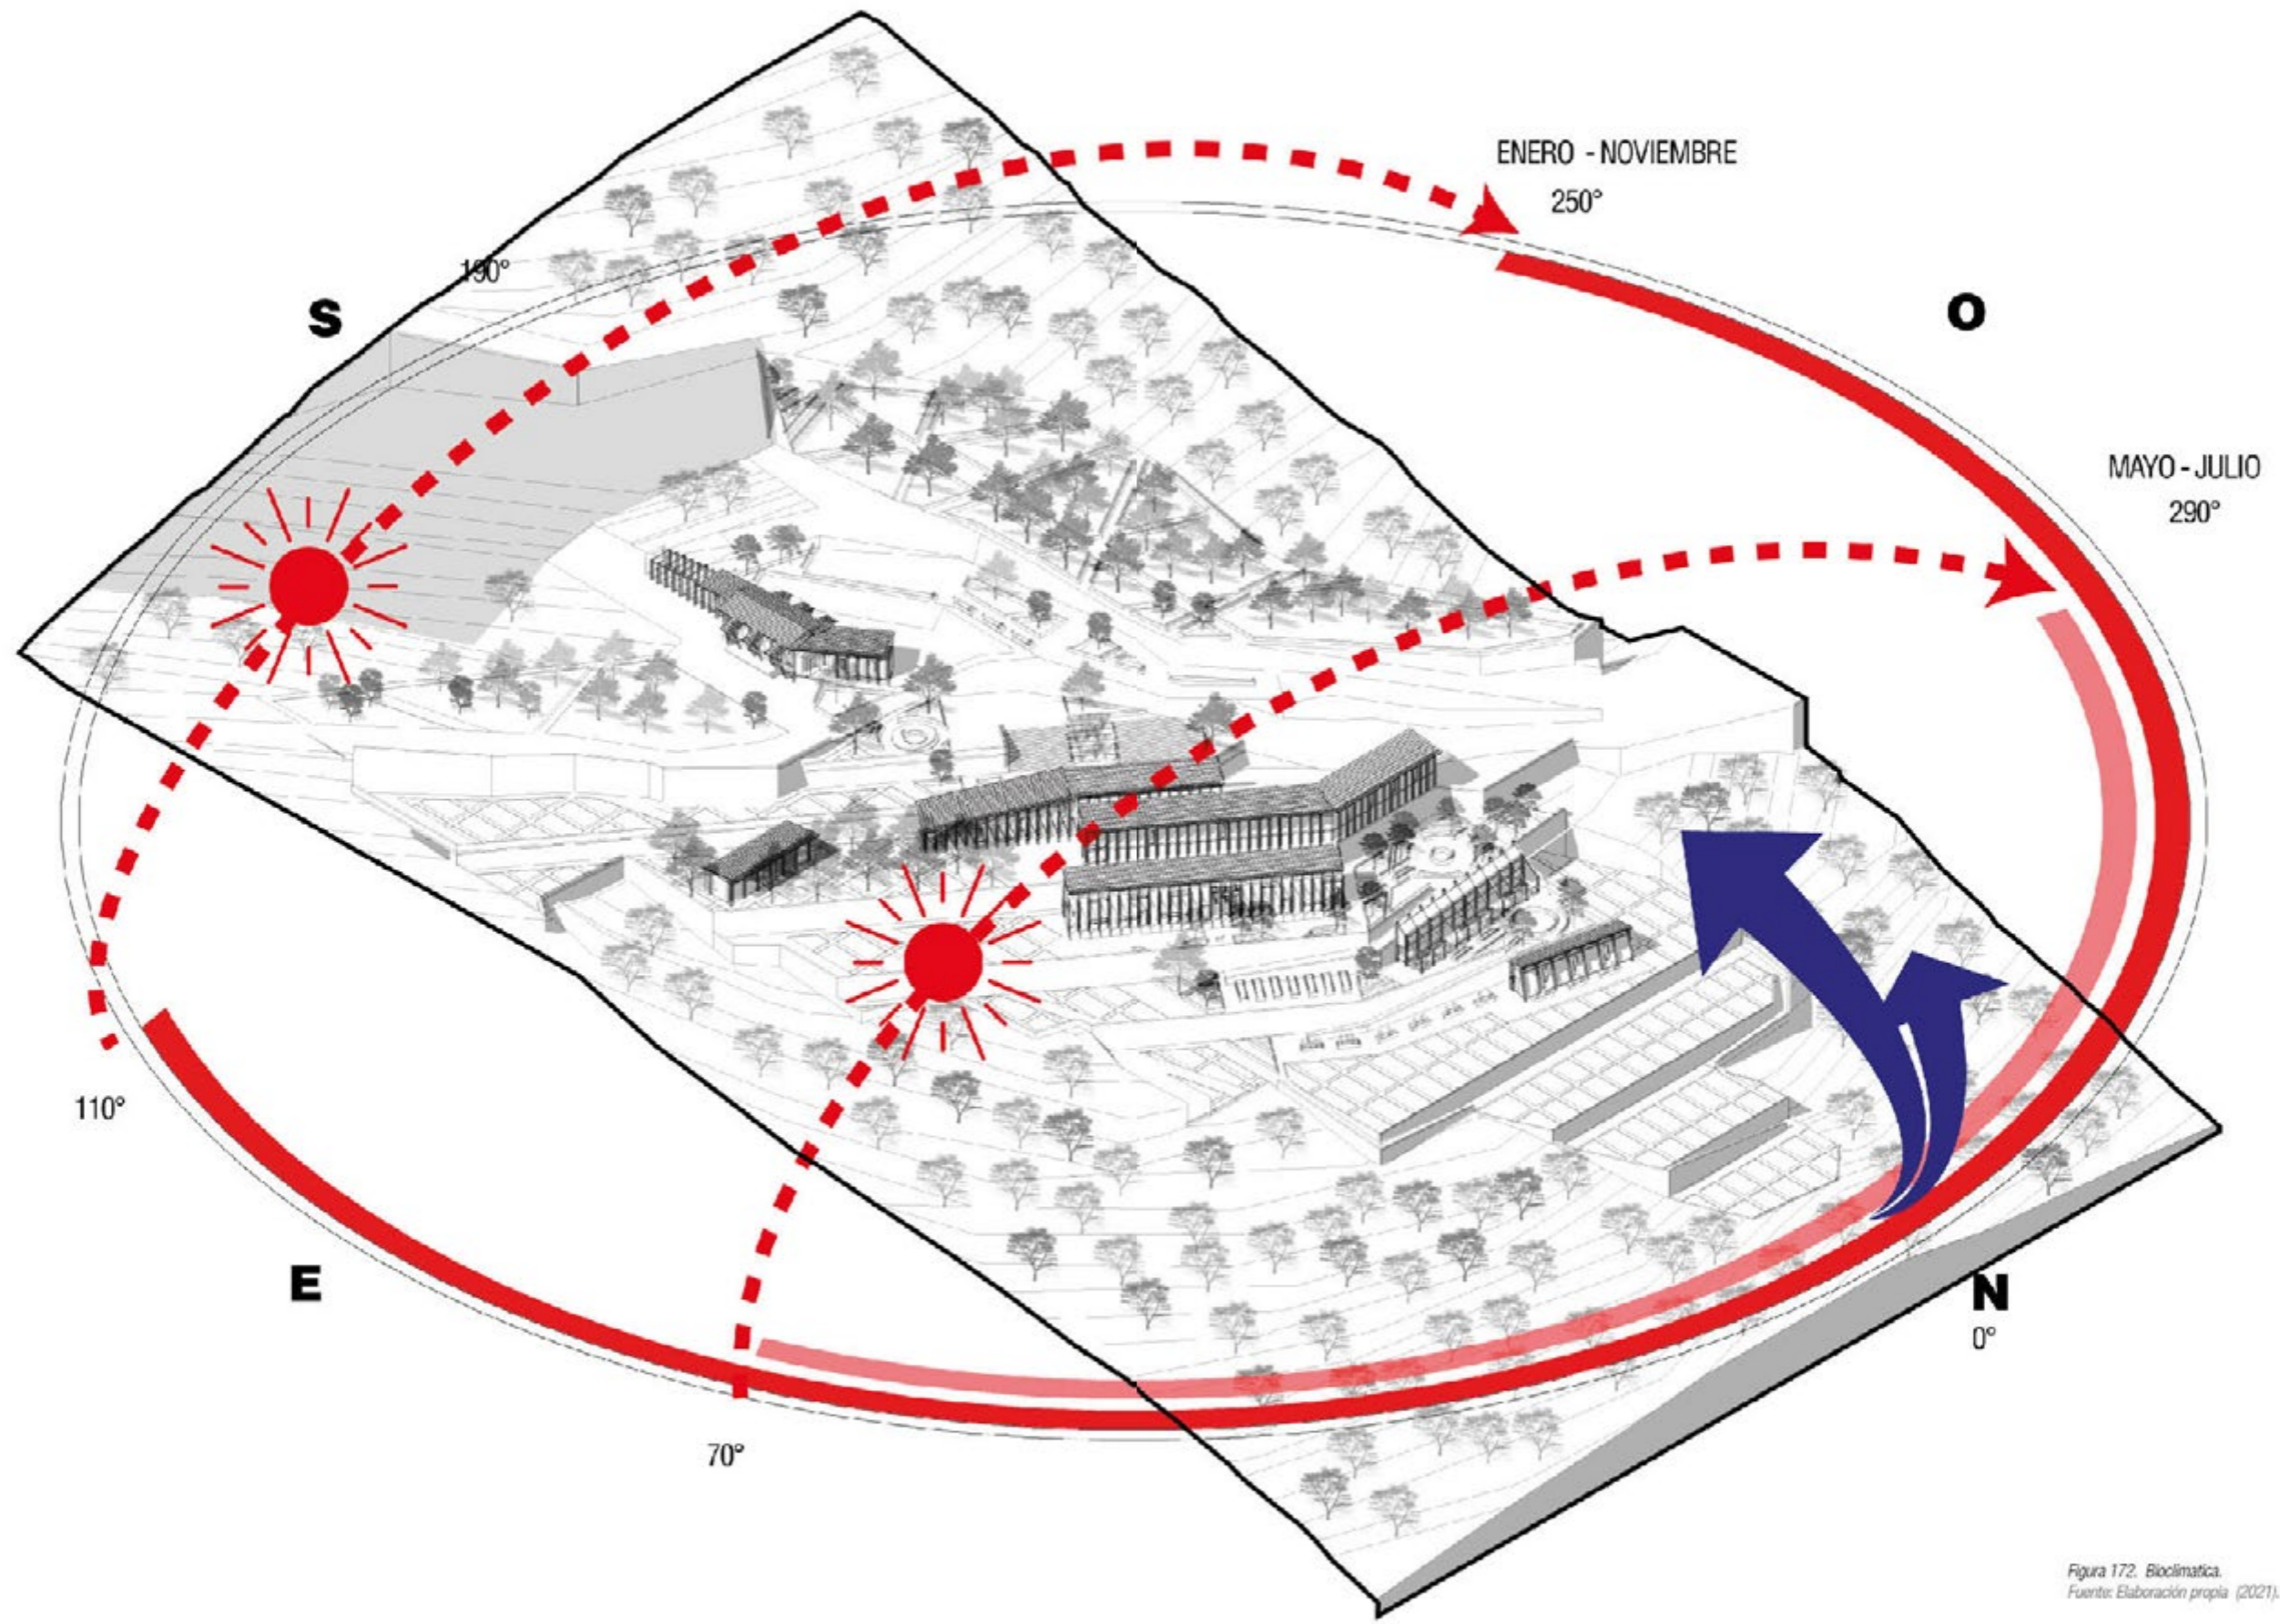 ENERO - NOVIEMBRE
250°
190°
S
O
MAYO - JULIO
290°
110°
E
N
0°
70°
Figura 172. Bioclimatica.
Fuente: Elaboración propia (2021).